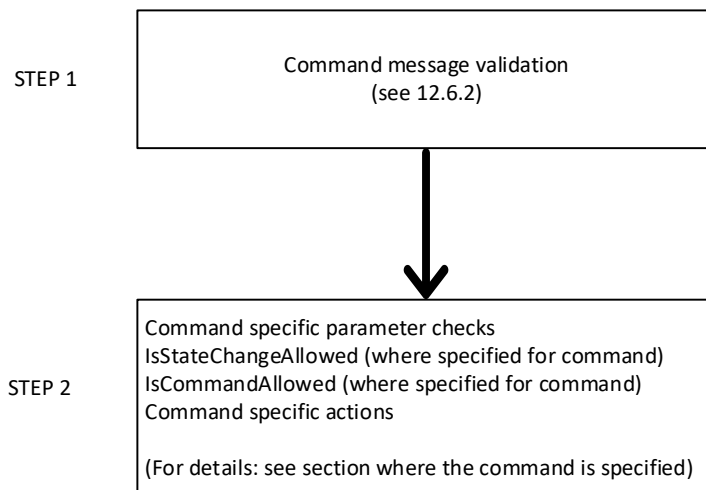 STEP 1
Command message validation
(see 12.6.2)
STEP 2
Command specific parameter checks
IsStateChangeAllowed (where specified for command)
IsCommandAllowed (where specified for command)
Command specific actions
(For details: see section where the command is specified)